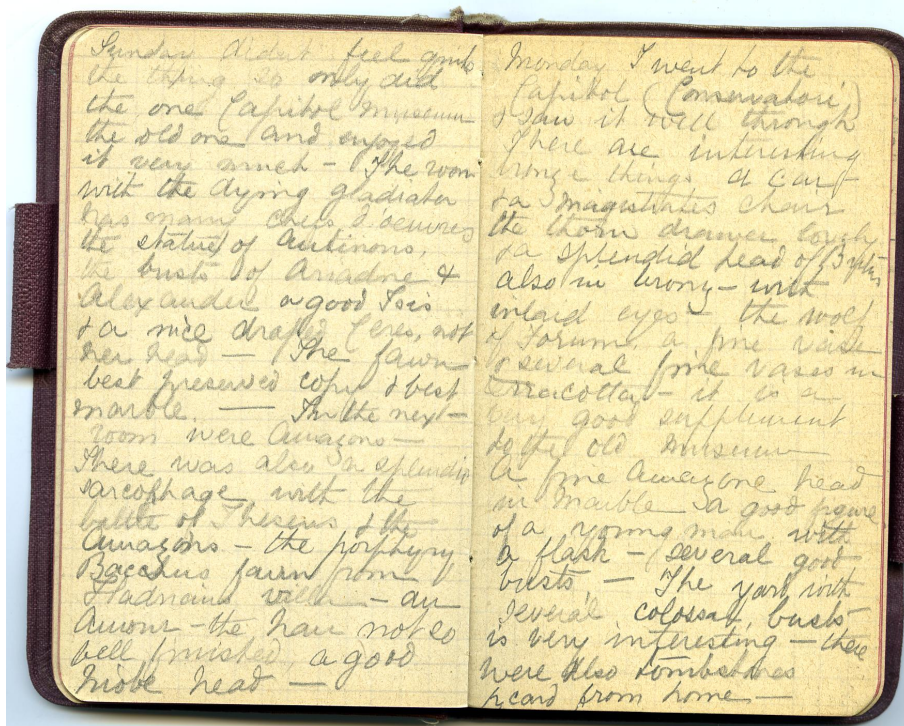 Sunday didnt feel quite
the thing so only did
the one Capitol museum
the old one and enjoyed
it very much - The room
with the dying gladiator
has many chefs d'oeuvres
the statue of Antinous,
the busts of Ariadne &
Alexander a good Isis
& a nice draped Ceres, not
her head - The fawn
best preserved copy & best
marble. - In the next
room were Amazons -
There was also a splendid
sarcophage with the
battle of Theseus & the
Amazons - the porphyry
Bacchus fawn from
Hadrians villa - an
Amour - the hair not so
well finished, a good
Niobe head -
Monday I went to the
Capitol (Conservatori)
& saw it well through
There are interesting
bronze things a cart
& a magistrates chair
the thorn drawer lovely
& a splendid head of
also in bronz - with
inlaid eyes - the wolf
of Forum, a fine vase
& several fine vases in
terracotta - it is a
very good supplement
to the old museum
A fine Amazone head
in marble a good figure
of a young man with
a flask - several good
busts - The yard with
several colossal busts,
is very interesting - there
were also tombstones
p.card from home -